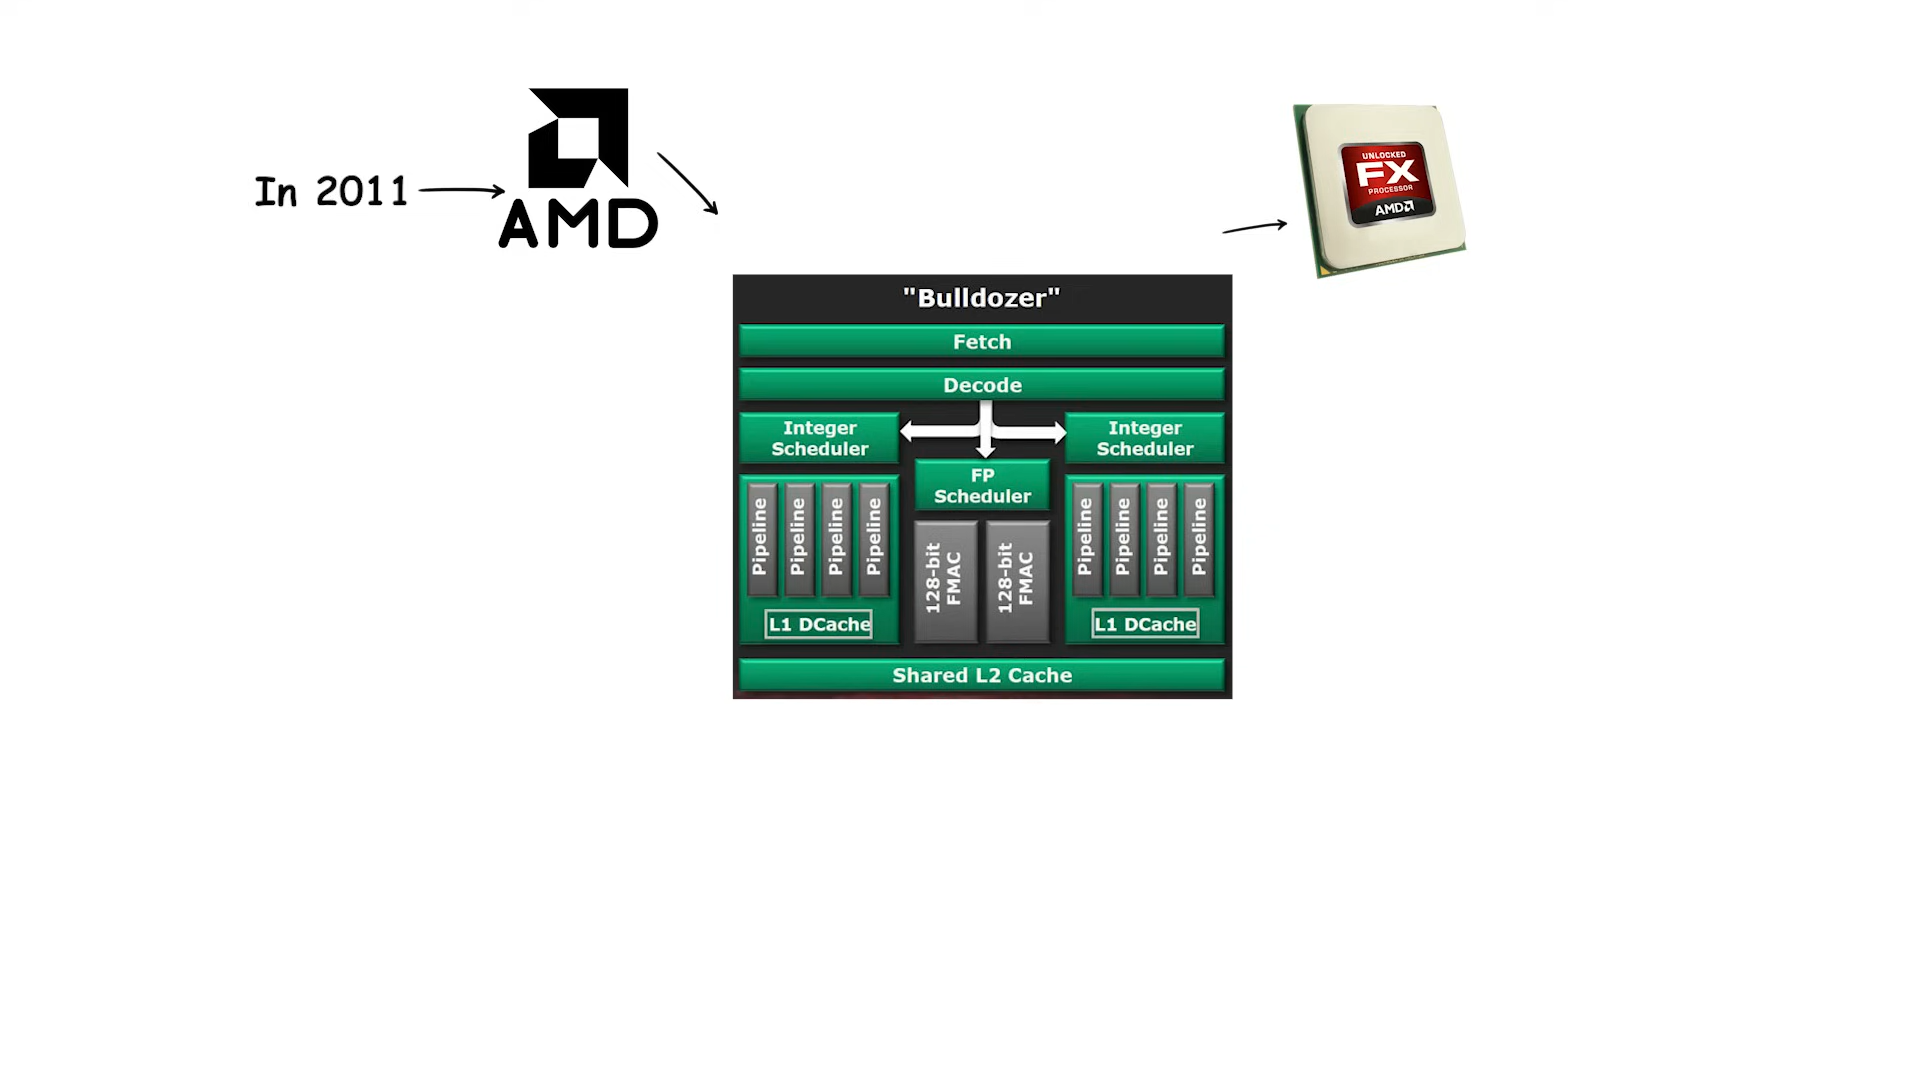 In 2011
AMD
UNLOCKED
FX
PROCESSOR
AMD
"Bulldozer"
Fetch
Decode
Integer
Scheduler
Integer
Scheduler
FP
Scheduler
Pipeline
Pipeline
Pipeline
Pipeline
128-bit
FMAC
128-bit
FMAC
Pipeline
Pipeline
Pipeline
Pipeline
L1 DCache
L1 DCache
Shared L2 Cache